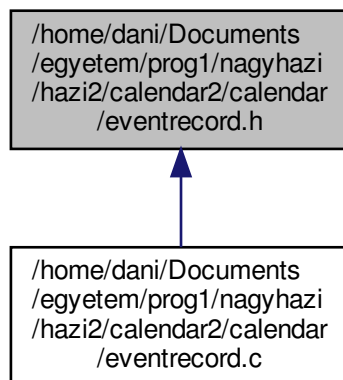 /home/dani/Documents
/egyetem/prog1/nagyhazi
/hazi2/calendar2/calendar
/eventrecord.h
/home/dani/Documents
/egyetem/prog1/nagyhazi
/hazi2/calendar2/calendar
/eventrecord.c